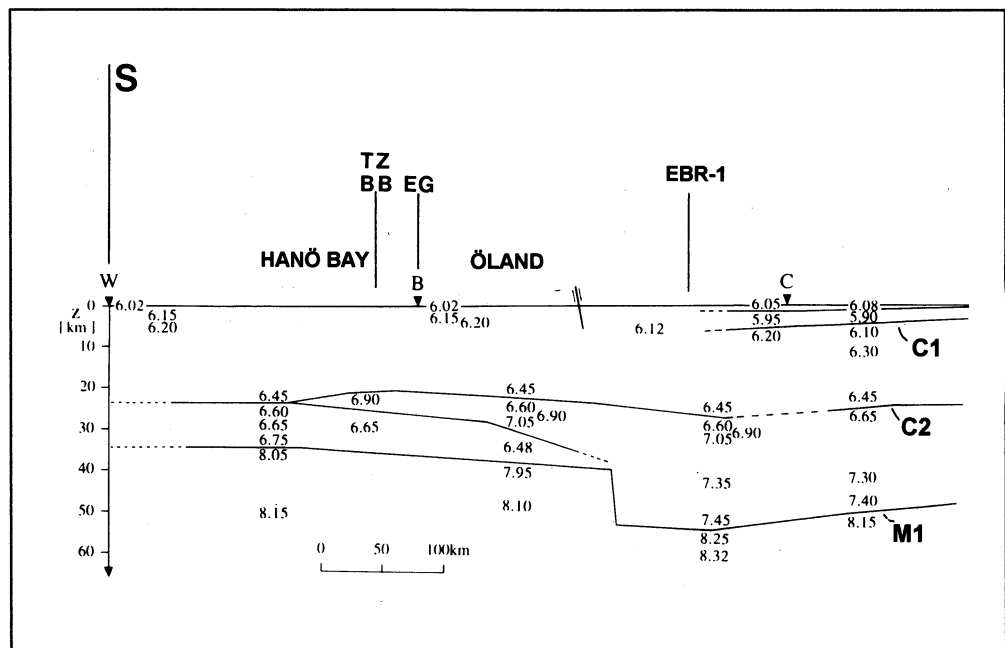 S
TZ
BB EG
EBR-1
HANÖ BAY ÖLAND
W B C
0 6.02 6.02 6.05 6.08
Z 6.15 6.15 6.20 6.12 5.95 5.90
[km] 6.20 6.20 6.10 C1
10 6.30
20 6.45 6.45 6.45 6.45
6.90 6.60 6.90 6.60 6.90 6.65 C2
6.60 7.05 7.05
30 6.65 6.65
6.75 6.48
8.05
40 7.95 7.35 7.30
7.40
50 8.15 8.10 7.45 8.15 M1
8.25
60 8.32
0 50 100km